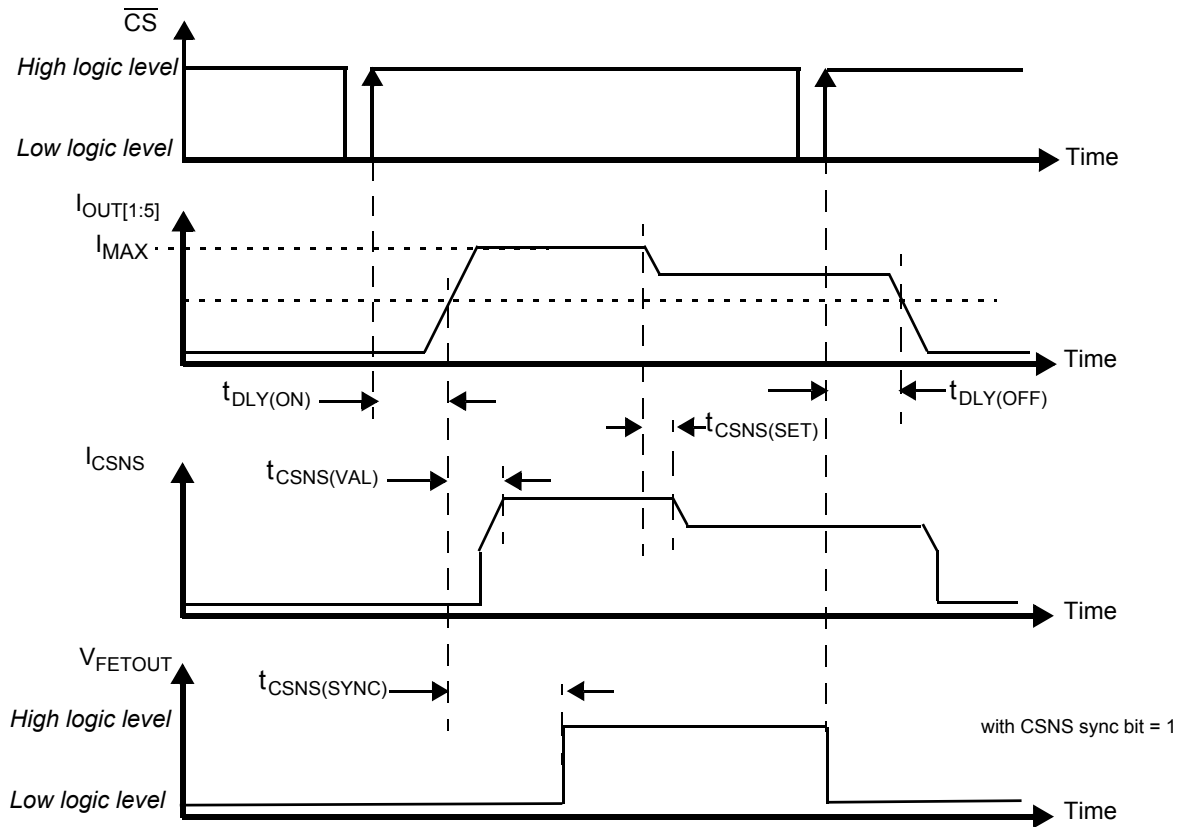 CS
High logic level
Low logic level
Time
IOUT[1:5]
IMAX
Time
tDLY(ON)
tDLY(OFF)
tCSNS(SET)
ICSNS
tCSNS(VAL)
Time
VFETOUT
tCSNS(SYNC)
High logic level
with CSNS sync bit = 1
Low logic level
Time